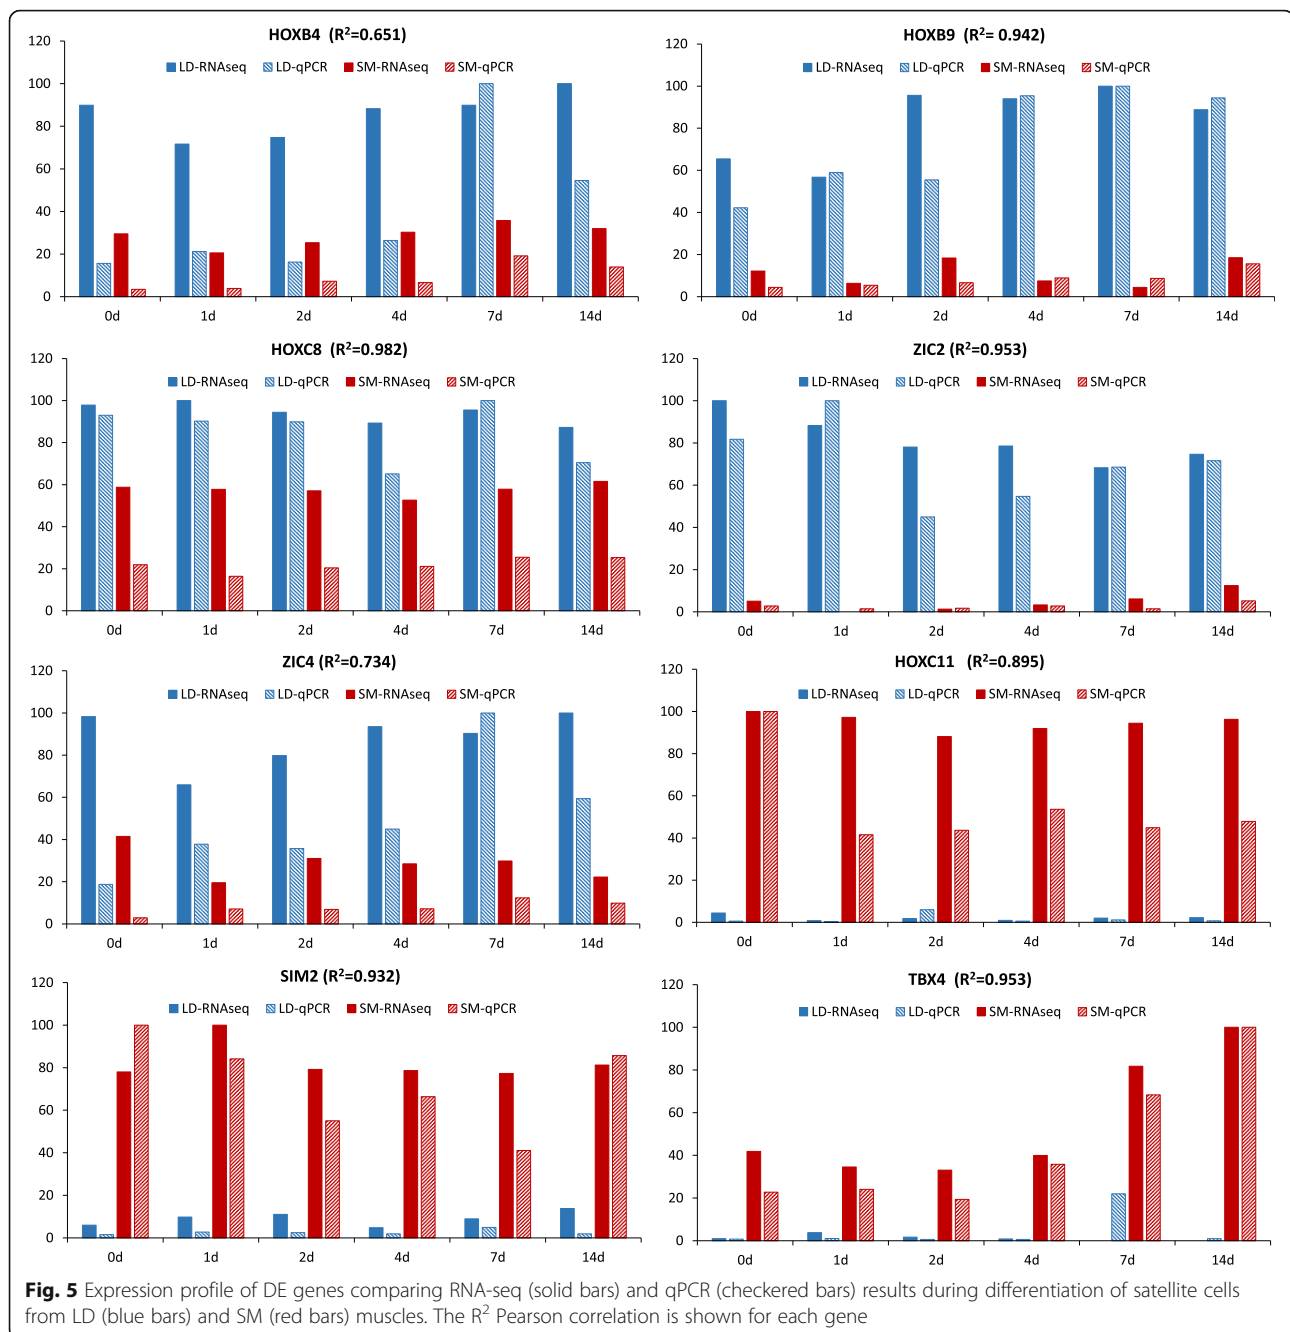 HOXB4 (R²=0.651)
120
LD-RNAseq LD-qPCR SM-RNAseq SM-qPCR
100
80
60
40
20
0
0d 1d 2d 4d 7d 14d
HOXB9 (R²= 0.942)
120
LD-RNAseq LD-qPCR SM-RNAseq SM-qPCR
100
80
60
40
20
0
0d 1d 2d 4d 7d 14d
HOXC8 (R²=0.982)
120
LD-RNAseq LD-qPCR SM-RNAseq SM-qPCR
100
80
60
40
20
0
0d 1d 2d 4d 7d 14d
ZIC2 (R²=0.953)
120
LD-RNAseq LD-qPCR SM-RNAseq SM-qPCR
100
80
60
40
20
0
0d 1d 2d 4d 7d 14d
ZIC4 (R²=0.734)
120
LD-RNAseq LD-qPCR SM-RNAseq SM-qPCR
100
80
60
40
20
0
0d 1d 2d 4d 7d 14d
HOXC11 (R²=0.895)
120
LD-RNAseq LD-qPCR SM-RNAseq SM-qPCR
100
80
60
40
20
0
0d 1d 2d 4d 7d 14d
SIM2 (R²=0.932)
120
LD-RNAseq LD-qPCR SM-RNAseq SM-qPCR
100
80
60
40
20
0
0d 1d 2d 4d 7d 14d
TBX4 (R²=0.953)
120
LD-RNAseq LD-qPCR SM-RNAseq SM-qPCR
100
80
60
40
20
0
0d 1d 2d 4d 7d 14d
Fig. 5 Expression profile of DE genes comparing RNA-seq (solid bars) and qPCR (checkered bars) results during differentiation of satellite cells
from LD (blue bars) and SM (red bars) muscles. The R² Pearson correlation is shown for each gene